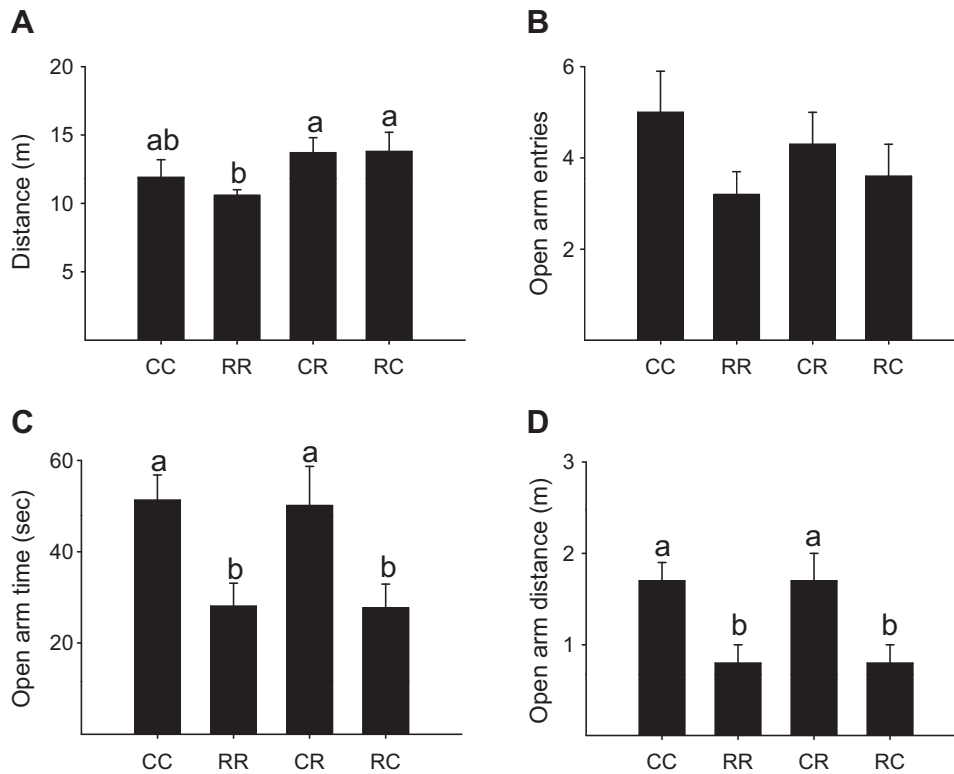 A
Distance (m)
20
15
10
5
ab
b
a
a
CC RR CR RC
B
Open arm entries
6
4
2
CC RR CR RC
C
Open arm time (sec)
60
40
20
a
b
a
b
CC RR CR RC
D
Open arm distance (m)
3
2
1
a
b
a
b
CC RR CR RC